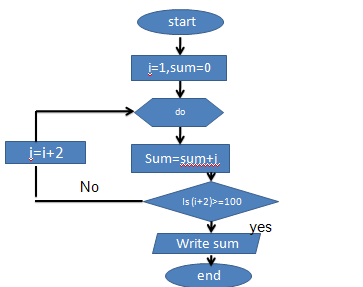 start
i=1,sum=0
do
i=i+2
Sum=sum+i
No
Is (i+2)>=100
yes
Write sum
end